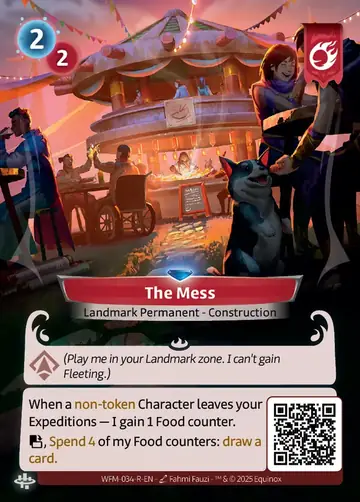 2
2
The Mess
Landmark Permanent - Construction
(Play me in your Landmark zone. I can't gain
Fleeting.)
When a non-token Character leaves your
Expeditions — I gain 1 Food counter.
, Spend 4 of my Food counters: draw a
card.
WFM-034-R-EN - Fahmi Fauzi - ™ & © 2025 Equinox